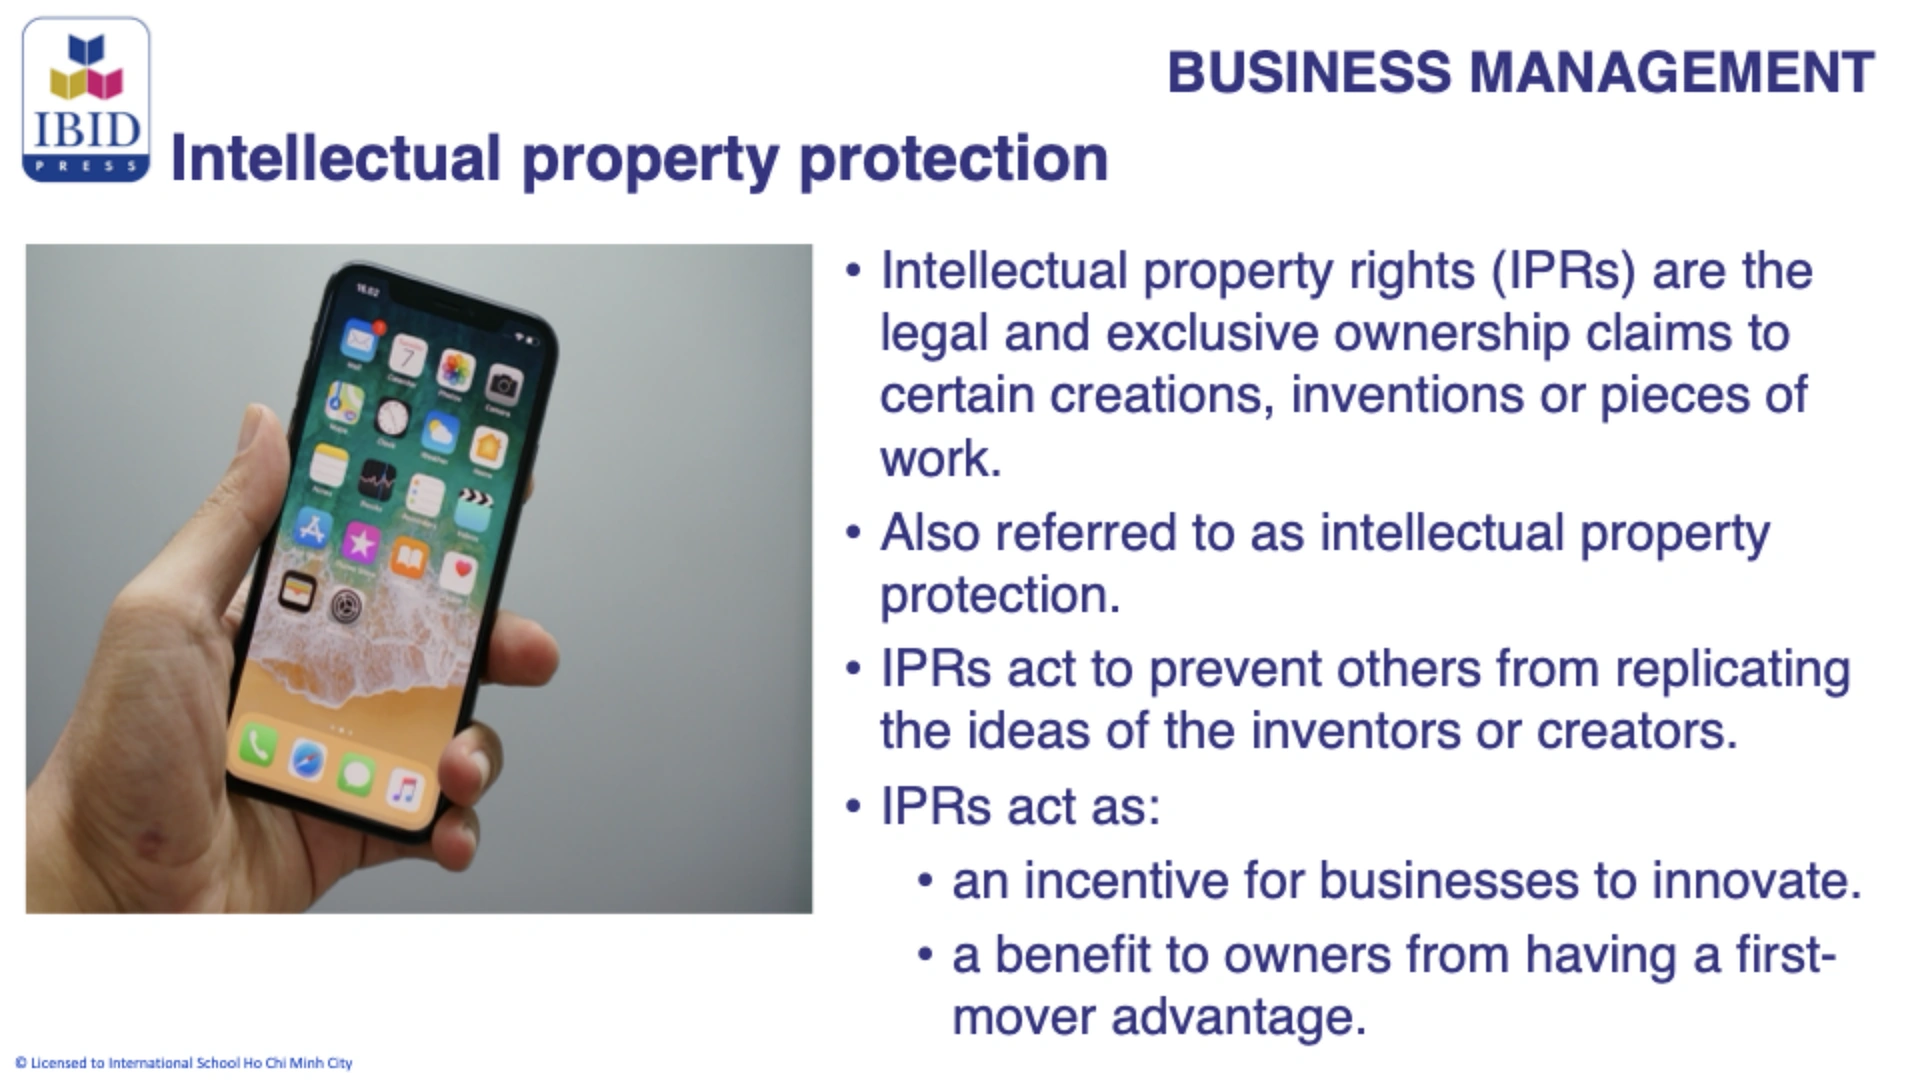 IBID
PRESS
BUSINESS MANAGEMENT
Intellectual property protection
16.02
• Intellectual property rights (IPRs) are the
legal and exclusive ownership claims to
certain creations, inventions or pieces of
work.
• Also referred to as intellectual property
protection.
• IPRs act to prevent others from replicating
the ideas of the inventors or creators.
• IPRs act as:
• an incentive for businesses to innovate.
• a benefit to owners from having a first-
mover advantage.
© Licensed to International School Ho Chi Minh City